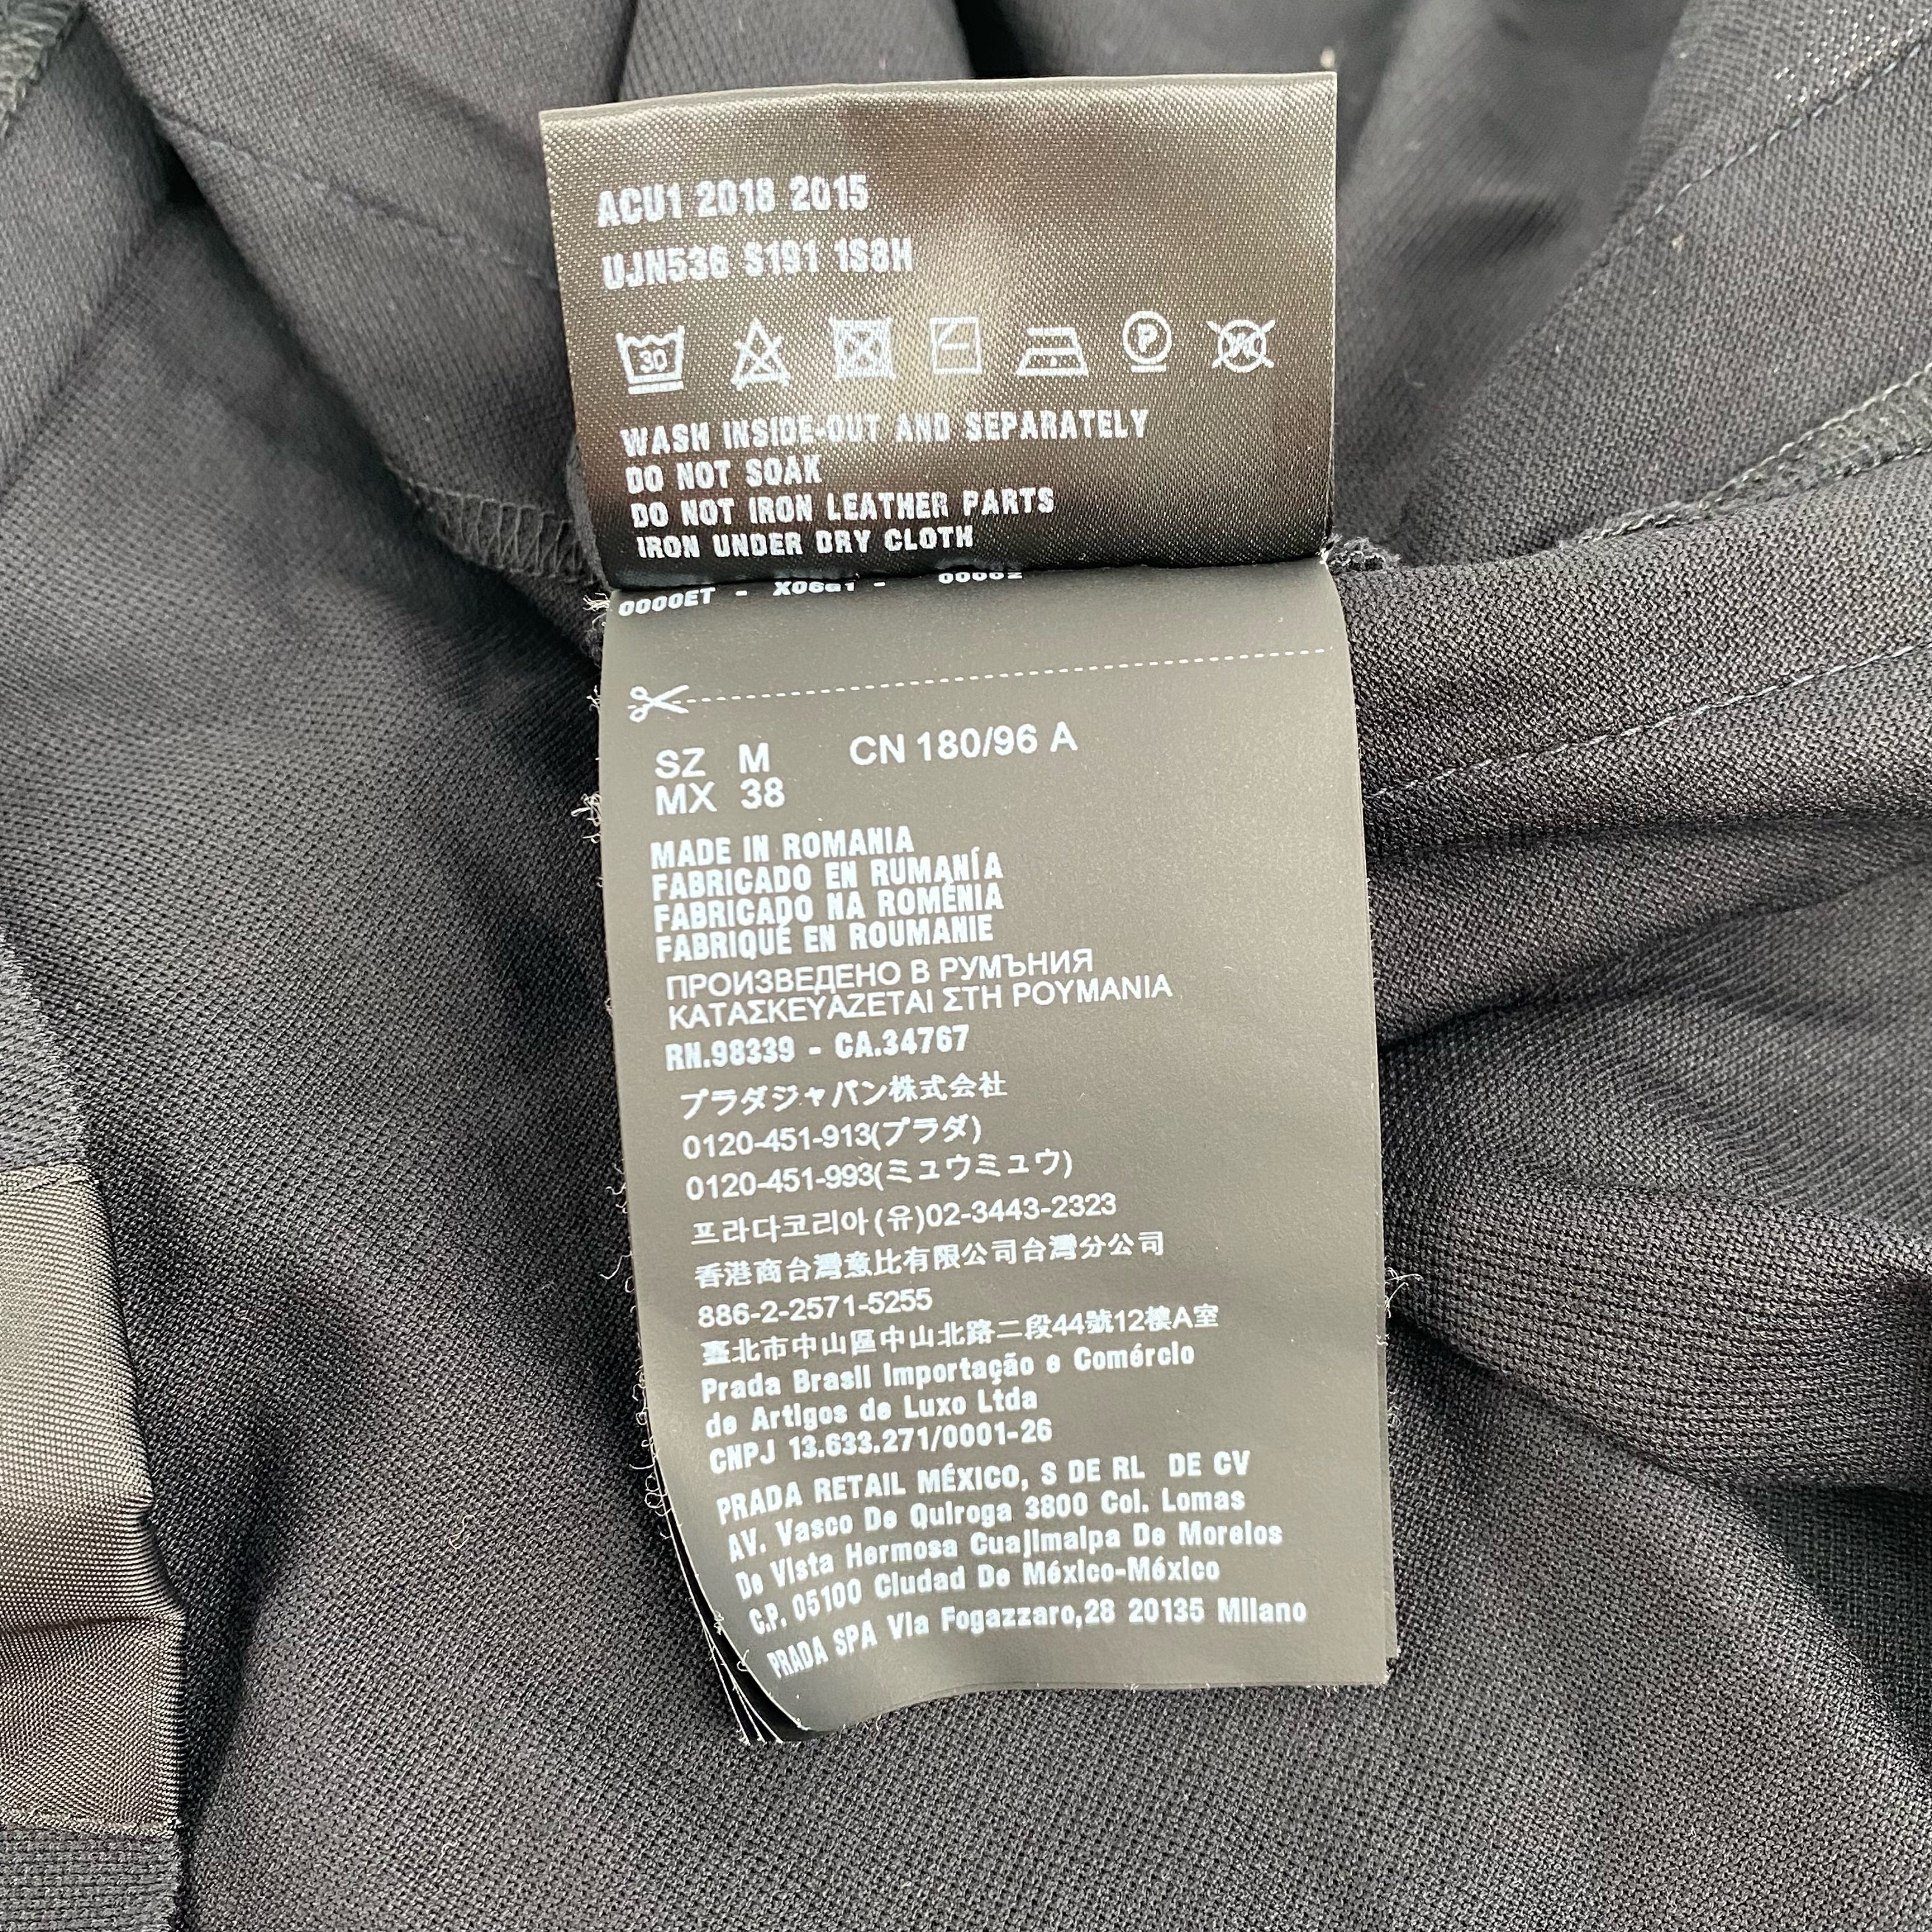 ACU1 2018 2015
UJN536 S191 1S8H
30 P W
WASH INSIDE-OUT AND SEPARATELY
DO NOT SOAK
DO NOT IRON LEATHER PARTS
IRON UNDER DRY CLOTH
0000ET - - 00002
SZ M CN 180/96 A
MX 38
MADE IN ROMANIA
FABRICADO EN RUMANÍA
FABRICADO NA ROMÉNIA
FABRIQUÉ EN ROUMANIE
ПРОИЗВЕДЕНО В РУМЪНИЯ
ΚΑΤΑΣΚΕΥΑΖΕΤΑΙ ΣΤΗ ΡΟΥΜΑΝΙΑ
RN.98339 - CA.34767
プラダジャパン株式会社
0120-451-913(プラダ)
0120-451-993(ミュウミュウ)
프라다코리아(유)02-3443-2323
香港商台灣意比有限公司台灣分公司
886-2-2571-5255
臺北市中山區中山北路二段44號12樓A室
Prada Brasil Importação e Comércio
de Artigos de Luxo Ltda
CNPJ 13.633.271/0001-26
PRADA RETAIL MÉXICO, S DE RL DE CV
AV. Vasco De Quiroga 3800 Col. Lomas
De Vista Hermosa Cuajimalpa De Morelos
C.P. 05100 Ciudad De México-México
PRADA SPA Via Fogazzaro,28 20135 Milano